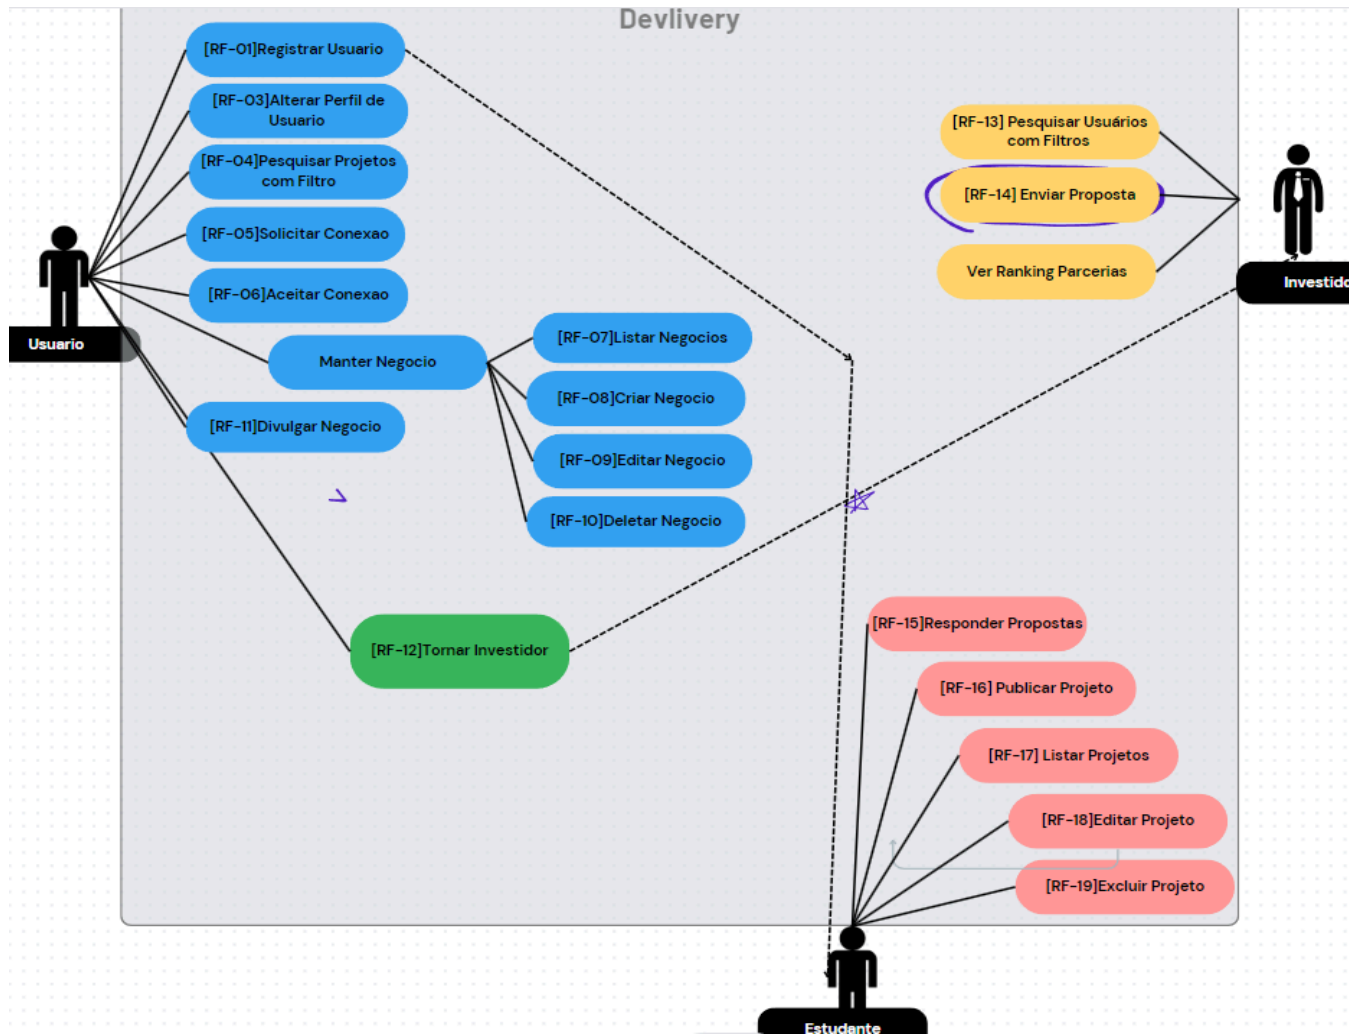 Devlivery
[RF-01]Registrar Usuario
[RF-03]Alterar Perfil de
Usuario
[RF-04]Pesquisar Projetos
com Filtro
[RF-05]Solicitar Conexao
[RF-06]Aceitar Conexao
Usuario
Manter Negocio
[RF-07]Listar Negocios
[RF-08]Criar Negocio
[RF-09]Editar Negocio
[RF-10]Deletar Negocio
[RF-11]Divulgar Negocio
[RF-12]Tornar Investidor
[RF-13] Pesquisar Usuários
com Filtros
[RF-14] Enviar Proposta
Ver Ranking Parcerias
Investido
[RF-15]Responder Propostas
[RF-16] Publicar Projeto
[RF-17] Listar Projetos
[RF-18]Editar Projeto
[RF-19]Excluir Projeto
Estudante